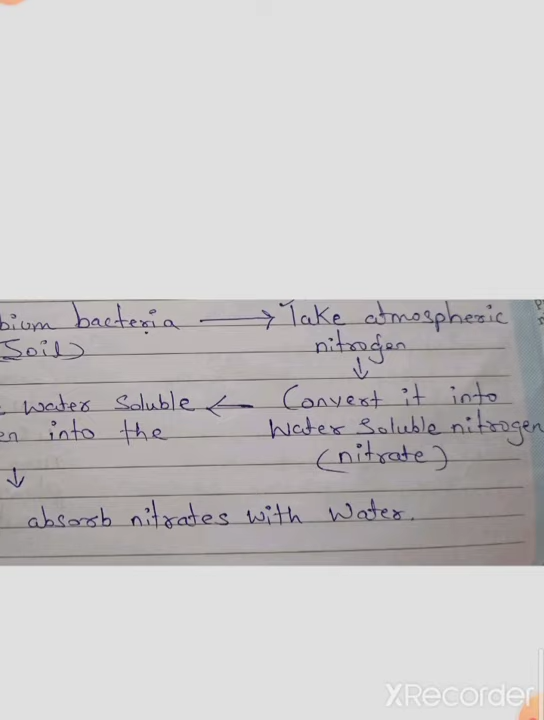 bium bacteria → Take atmospheric
Soil) nitrogen
↓
water soluble ← Convert it into
en into the Water soluble nitrogen
(nitrate)
↓
absorb nitrates with Water.
XRecorder